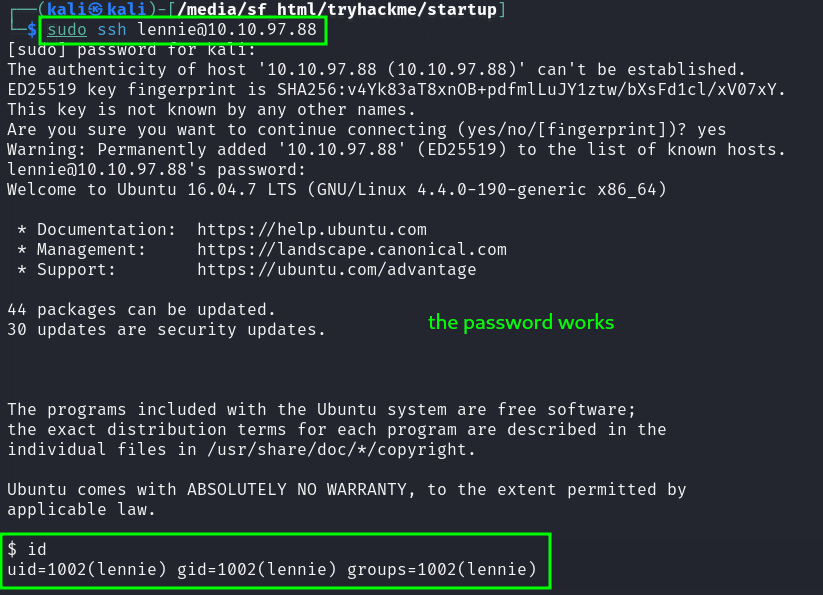 ┌──(kali㉿kali)-[/media/sf_html/tryhackme/startup]
└─$ sudo ssh lennie@10.10.97.88
[sudo] password for kali:
The authenticity of host '10.10.97.88 (10.10.97.88)' can't be established.
ED25519 key fingerprint is SHA256:v4Yk83aT8xnOB+pdfmlLuJY1ztw/bXsFd1cl/xV07xY.
This key is not known by any other names.
Are you sure you want to continue connecting (yes/no/[fingerprint])? yes
Warning: Permanently added '10.10.97.88' (ED25519) to the list of known hosts.
lennie@10.10.97.88's password:
Welcome to Ubuntu 16.04.7 LTS (GNU/Linux 4.4.0-190-generic x86_64)
* Documentation:  https://help.ubuntu.com
* Management:     https://landscape.canonical.com
* Support:        https://ubuntu.com/advantage
44 packages can be updated.
the password works
30 updates are security updates.
The programs included with the Ubuntu system are free software;
the exact distribution terms for each program are described in the
individual files in /usr/share/doc/*/copyright.
Ubuntu comes with ABSOLUTELY NO WARRANTY, to the extent permitted by
applicable law.
$ id
uid=1002(lennie) gid=1002(lennie) groups=1002(lennie)